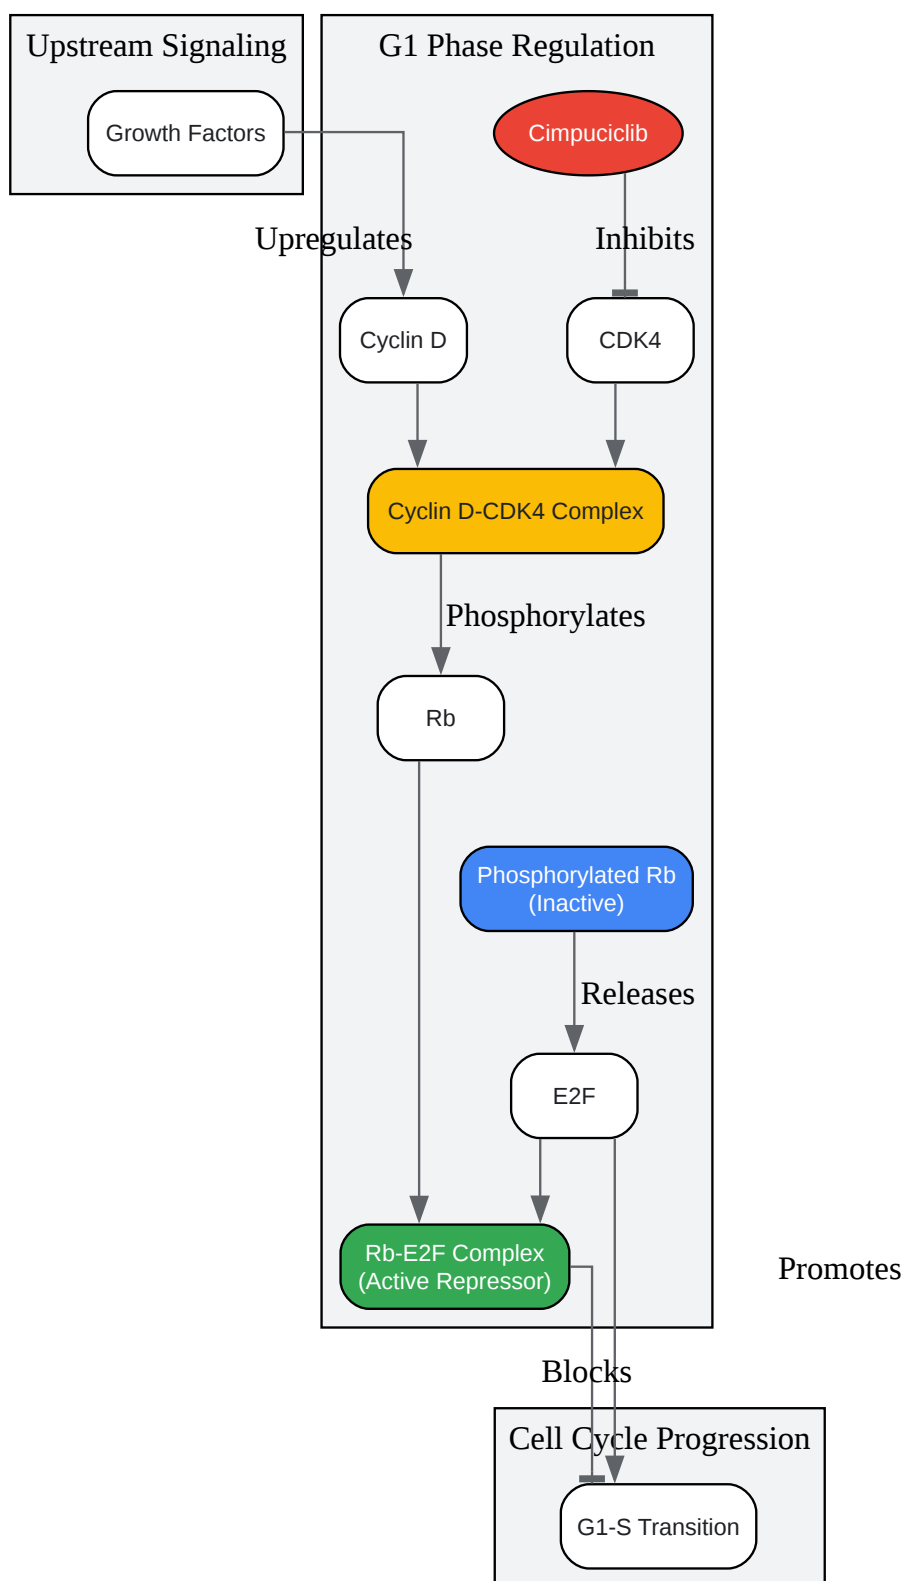 Upstream Signaling
G1 Phase Regulation
Growth Factors
Cimpuciclib
Upregulates
Inhibits
Cyclin D
CDK4
Cyclin D-CDK4 Complex
Phosphorylates
Rb
Phosphorylated Rb
(Inactive)
Releases
E2F
Rb-E2F Complex
(Active Repressor)
Promotes
Blocks
Cell Cycle Progression
G1-S Transition